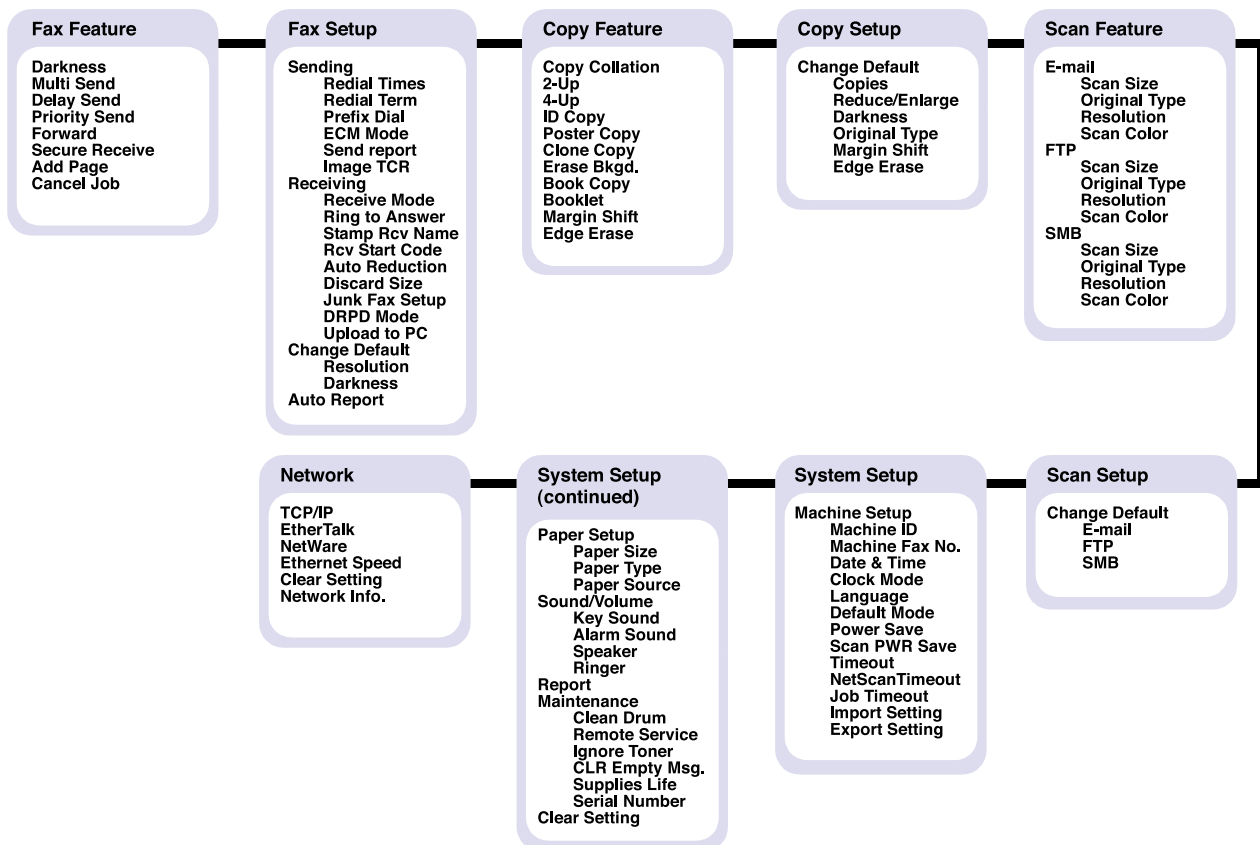 Fax Feature
Darkness
Multi Send
Delay Send
Priority Send
Forward
Secure Receive
Add Page
Cancel Job
Fax Setup
Sending
Redial Times
Redial Term
Prefix Dial
ECM Mode
Send report
Image TCR
Receiving
Receive Mode
Ring to Answer
Stamp Rcv Name
Rcv Start Code
Auto Reduction
Discard Size
Junk Fax Setup
DRPD Mode
Upload to PC
Change Default
Resolution
Darkness
Auto Report
Copy Feature
Copy Collation
2-Up
4-Up
ID Copy
Poster Copy
Clone Copy
Erase Bkgd.
Book Copy
Booklet
Margin Shift
Edge Erase
Copy Setup
Change Default
Copies
Reduce/Enlarge
Darkness
Original Type
Margin Shift
Edge Erase
Scan Feature
E-mail
Scan Size
Original Type
Resolution
Scan Color
FTP
Scan Size
Original Type
Resolution
Scan Color
SMB
Scan Size
Original Type
Resolution
Scan Color
Network
TCP/IP
EtherTalk
NetWare
Ethernet Speed
Clear Setting
Network Info.
System Setup
(continued)
Paper Setup
Paper Size
Paper Type
Paper Source
Sound/Volume
Key Sound
Alarm Sound
Speaker
Ringer
Report
Maintenance
Clean Drum
Remote Service
Ignore Toner
CLR Empty Msg.
Supplies Life
Serial Number
Clear Setting
System Setup
Machine Setup
Machine ID
Machine Fax No.
Date & Time
Clock Mode
Language
Default Mode
Power Save
Scan PWR Save
Timeout
NetScanTimeout
Job Timeout
Import Setting
Export Setting
Scan Setup
Change Default
E-mail
FTP
SMB